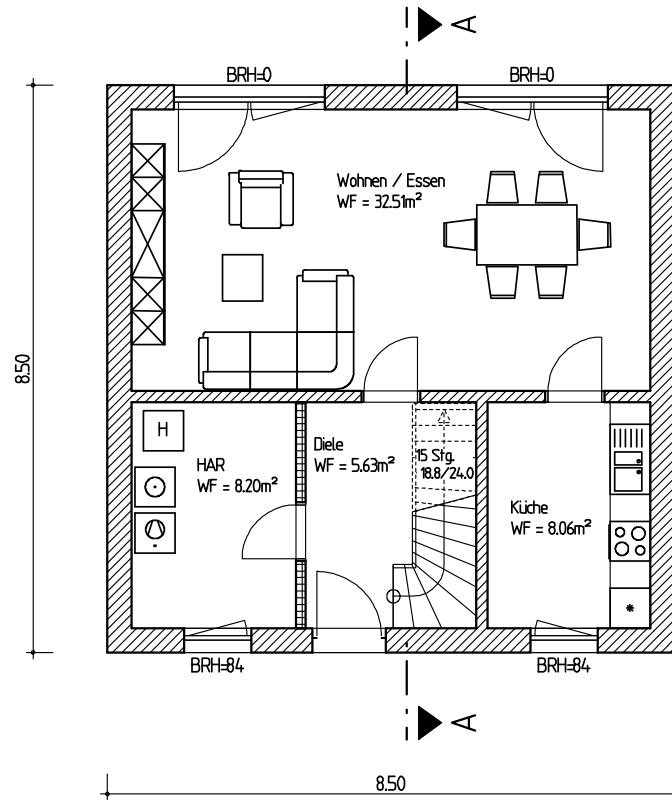 A
BRH=0
BRH=0
Wohnen / Essen
WF = 32.51m²
8.50
H
HAR
WF = 8.20m²
Diele
WF = 5.63m²
15 Stg.
18.8/24.0
Küche
WF = 8.06m²
BRH=84
BRH=84
A
8.50